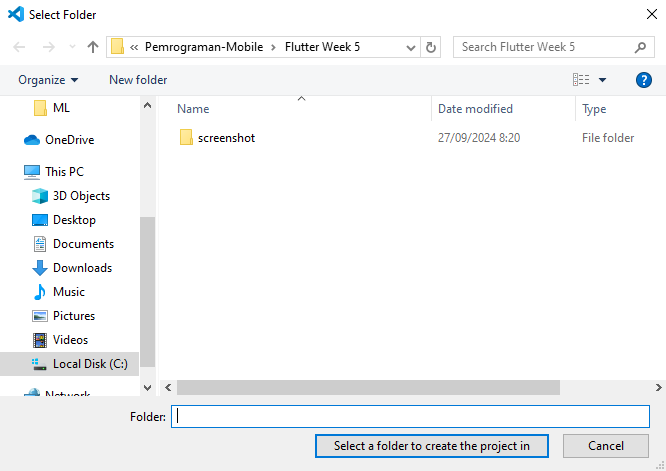 Select Folder
« Pemrograman-Mobile > Flutter Week 5
Search Flutter Week 5
Organize
New folder
?
ML
OneDrive
This PC
3D Objects
Desktop
Documents
Downloads
Music
Pictures
Videos
Local Disk (C:)
Network
Name
Date modified
Type
screenshot
27/09/2024 8:20
File folder
Folder:
Select a folder to create the project in
Cancel